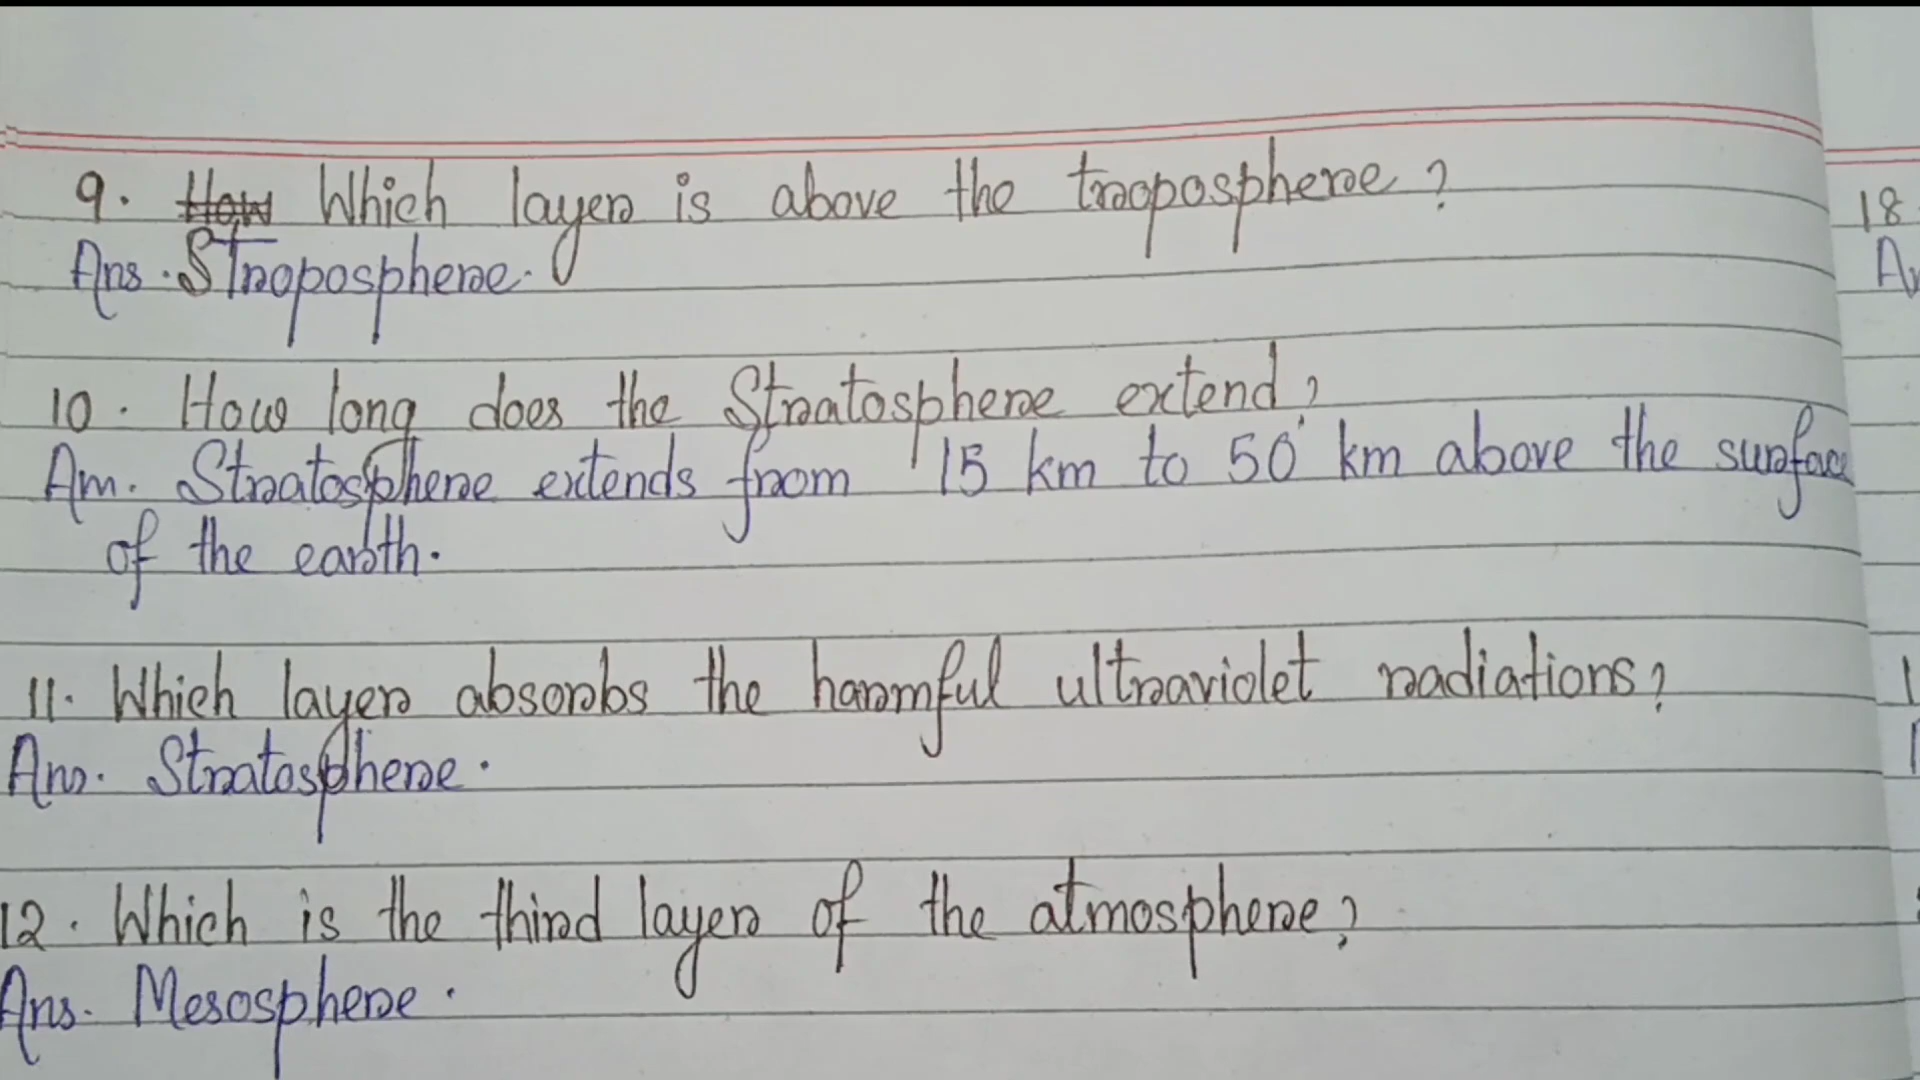 9. How Which layer is above the troposphere?
Ans. STroposphere.
10. How long does the Stratosphere extend?
Am. Stratosphere extends from 15 km to 50 km above the surface
of the earth.
11. Which layer absorbs the harmful ultraviolet radiations?
Ans. Stratosphere.
12. Which is the third layer of the atmosphere?
Ans. Mesosphere.
18